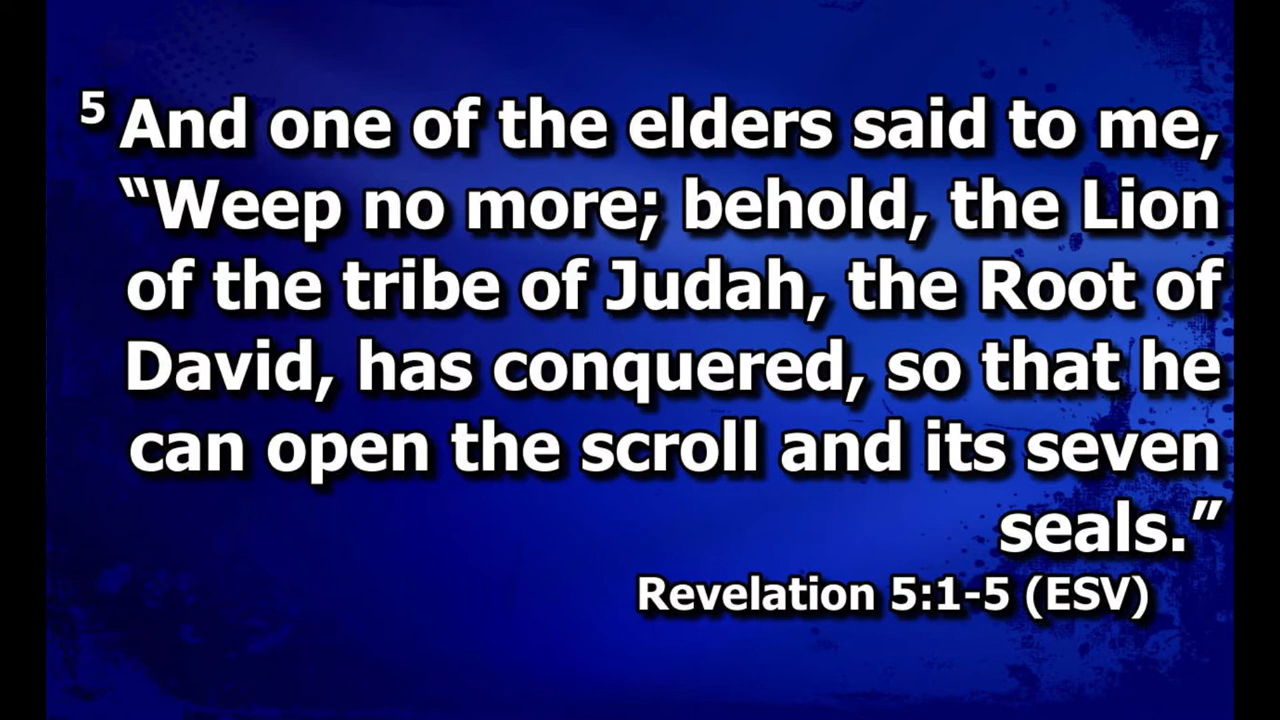 5 And one of the elders said to me,
“Weep no more; behold, the Lion
of the tribe of Judah, the Root of
David, has conquered, so that he
can open the scroll and its seven
seals.”
Revelation 5:1-5 (ESV)